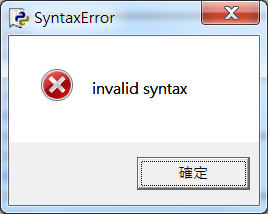 SyntaxError
invalid syntax
確定